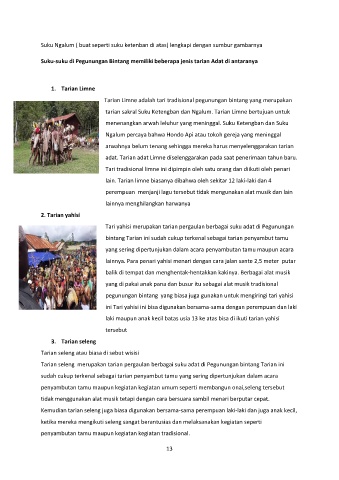 Suku Ngalum ( buat seperti suku ketenban di atas( lengkapi dengan sumbur gambarnya
Suku-suku di Pegunungan Bintang memiliki beberapa jenis tarian Adat di antaranya
1. Tarian Limne
Tarian Limne adalah tari tradisional pegunungan bintang yang merupakan
tarian sakral Suku Ketengban dan Ngalum. Tarian Limne bertujuan untuk
menenangkan arwah leluhur yang meninggal. Suku Ketengban dan Suku
Ngalum percaya bahwa Hondo Api atau tokoh gereja yang meninggal
arwahnya belum tenang sehingga mereka harus menyelenggarakan tarian
adat. Tarian adat Limne diselenggarakan pada saat penerimaan tahun baru.
Tari tradisional limne ini dipimpin oleh satu orang dan diikuti oleh penari
lain. Tarian limne biasanya dibahwa oleh sekitar 12 laki-laki dan 4
perempuan menjanji lagu tersebut tidak mengunakan alat musik dan lain
lainnya menghilangkan harwanya
2. Tarian yahisi
Tari yahisi merupakan tarian pergaulan berbagai suku adat di Pegunungan
bintang Tarian ini sudah cukup terkenal sebagai tarian penyambut tamu
yang sering dipertunjukan dalam acara penyambutan tamu maupun acara
lainnya. Para penari yahisi menari dengan cara jalan sante 2,5 meter putar
balik di tempat dan menghentak-hentakkan kakinya. Berbagai alat musik
yang di pakai anak pana dan busur itu sebagai alat musik tradisional
pegunungan bintang yang biasa juga gunakan untuk mengiringi tari yahisi
ini Tari yahisi ini bisa digunakan bersama-sama dengan perempuan dan laki
laki maupun anak kecil batas usia 13 ke atas bisa di ikuti tarian yahisi
tersebut
3. Tarian seleng
Tarian seleng atau biasa di sebut wisisi
Tarian seleng merupakan tarian pergaulan berbagai suku adat di Pegunungan bintang Tarian ini
sudah cukup terkenal sebagai tarian penyambut tamu yang sering dipertunjukan dalam acara
penyambutan tamu maupun kegiatan kegiatan umum seperti membangun onai,seleng tersebut
tidak menggunakan alat musik tetapi dengan cara bersuara sambil menari berputar cepat.
Kemudian tarian seleng juga biasa digunakan bersama-sama perempuan laki-laki dan juga anak kecil,
ketika mereka mengikuti seleng sangat berantusias dan melaksanakan kegiatan seperti
penyambutan tamu maupun kegiatan kegiatan tradisional.
13